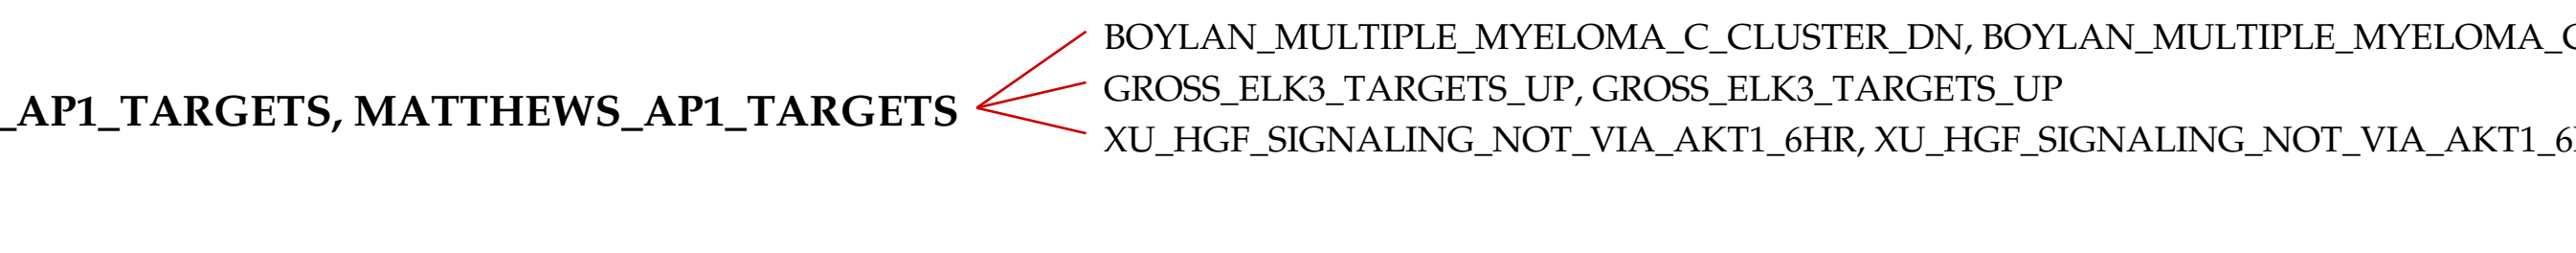 _AP1_TARGETS, MATTHEWS_AP1_TARGETS
BOYLAN_MULTIPLE_MYELOMA_C_CLUSTER_DN, BOYLAN_MULTIPLE_MYELOMA_C
GROSS_ELK3_TARGETS_UP, GROSS_ELK3_TARGETS_UP
XU_HGF_SIGNALING_NOT_VIA_AKT1_6HR, XU_HGF_SIGNALING_NOT_VIA_AKT1_6